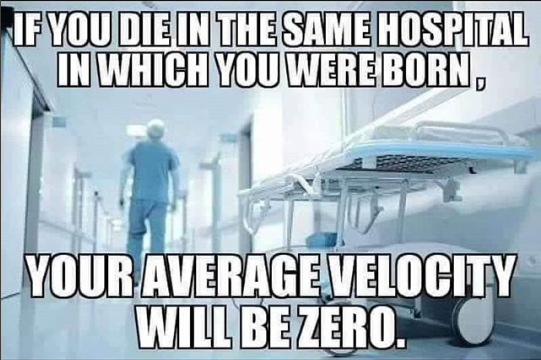 IF YOU DIE IN THE SAME HOSPITAL
IN WHICH YOU WERE BORN,
YOUR AVERAGE VELOCITY
WILL BE ZERO.